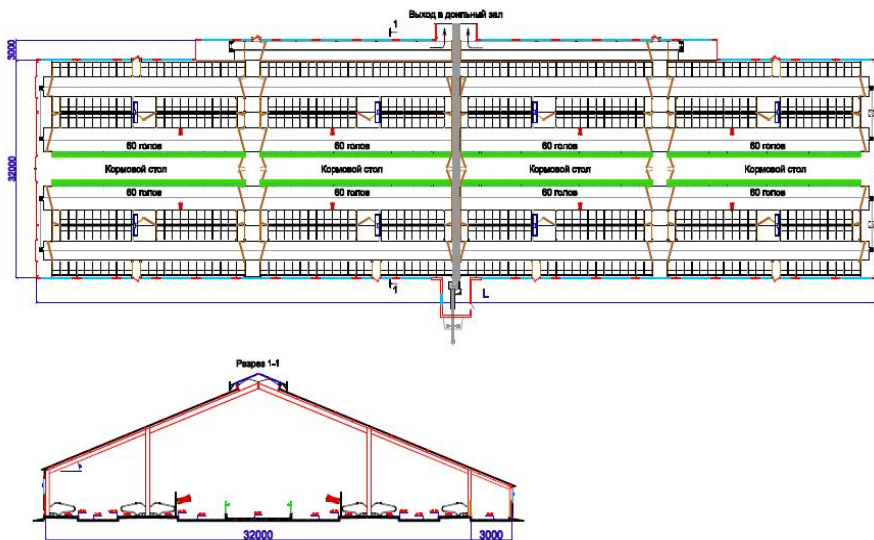 Выход в доильный зал
1
3000
32000
60 голов 60 голов 60 голов 60 голов
Кормовой стол Кормовой стол Кормовой стол Кормовой стол
60 голов 60 голов 60 голов 60 голов
1
L
Разрез 1-1
32000 3000